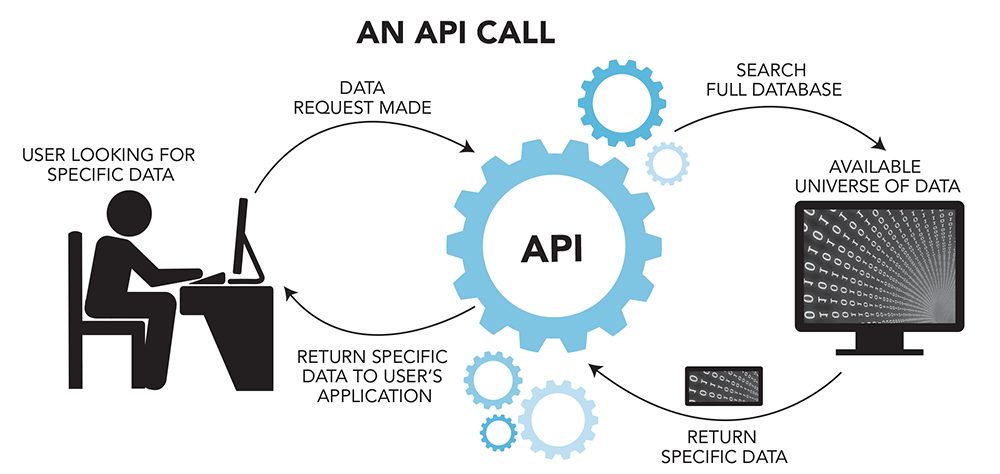 AN API CALL
DATA
REQUEST MADE
SEARCH
FULL DATABASE
USER LOOKING FOR
SPECIFIC DATA
AVAILABLE
UNIVERSE OF DATA
API
RETURN SPECIFIC
DATA TO USER'S
APPLICATION
RETURN
SPECIFIC DATA